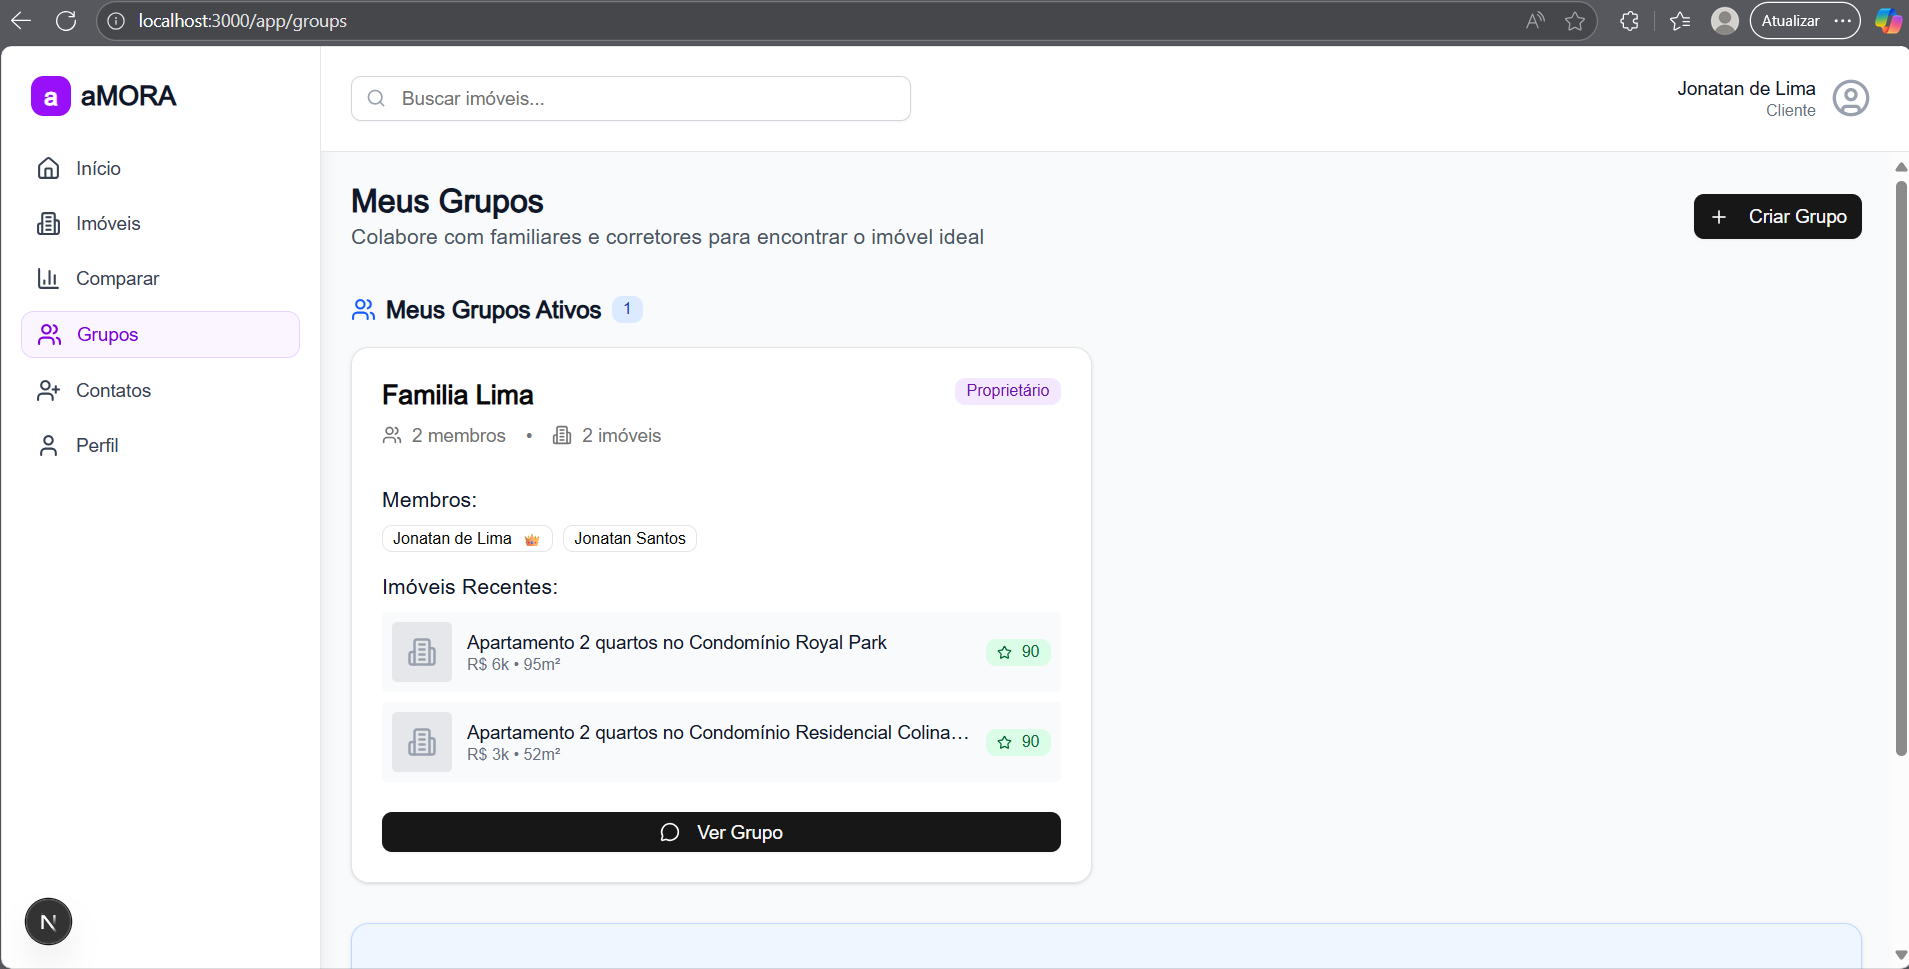 localhost:3000/app/groups
Atualizar
a aMORA
Buscar imóveis...
Jonatan de Lima
Cliente
Início
Imóveis
Comparar
Grupos
Contatos
Perfil
Meus Grupos
Colabore com familiares e corretores para encontrar o imóvel ideal
+ Criar Grupo
Meus Grupos Ativos 1
Familia Lima
Proprietário
2 membros • 2 imóveis
Membros:
Jonatan de Lima 👑 Jonatan Santos
Imóveis Recentes:
Apartamento 2 quartos no Condomínio Royal Park
R$ 6k • 95m²
90
Apartamento 2 quartos no Condomínio Residencial Colina...
R$ 3k • 52m²
90
Ver Grupo
N